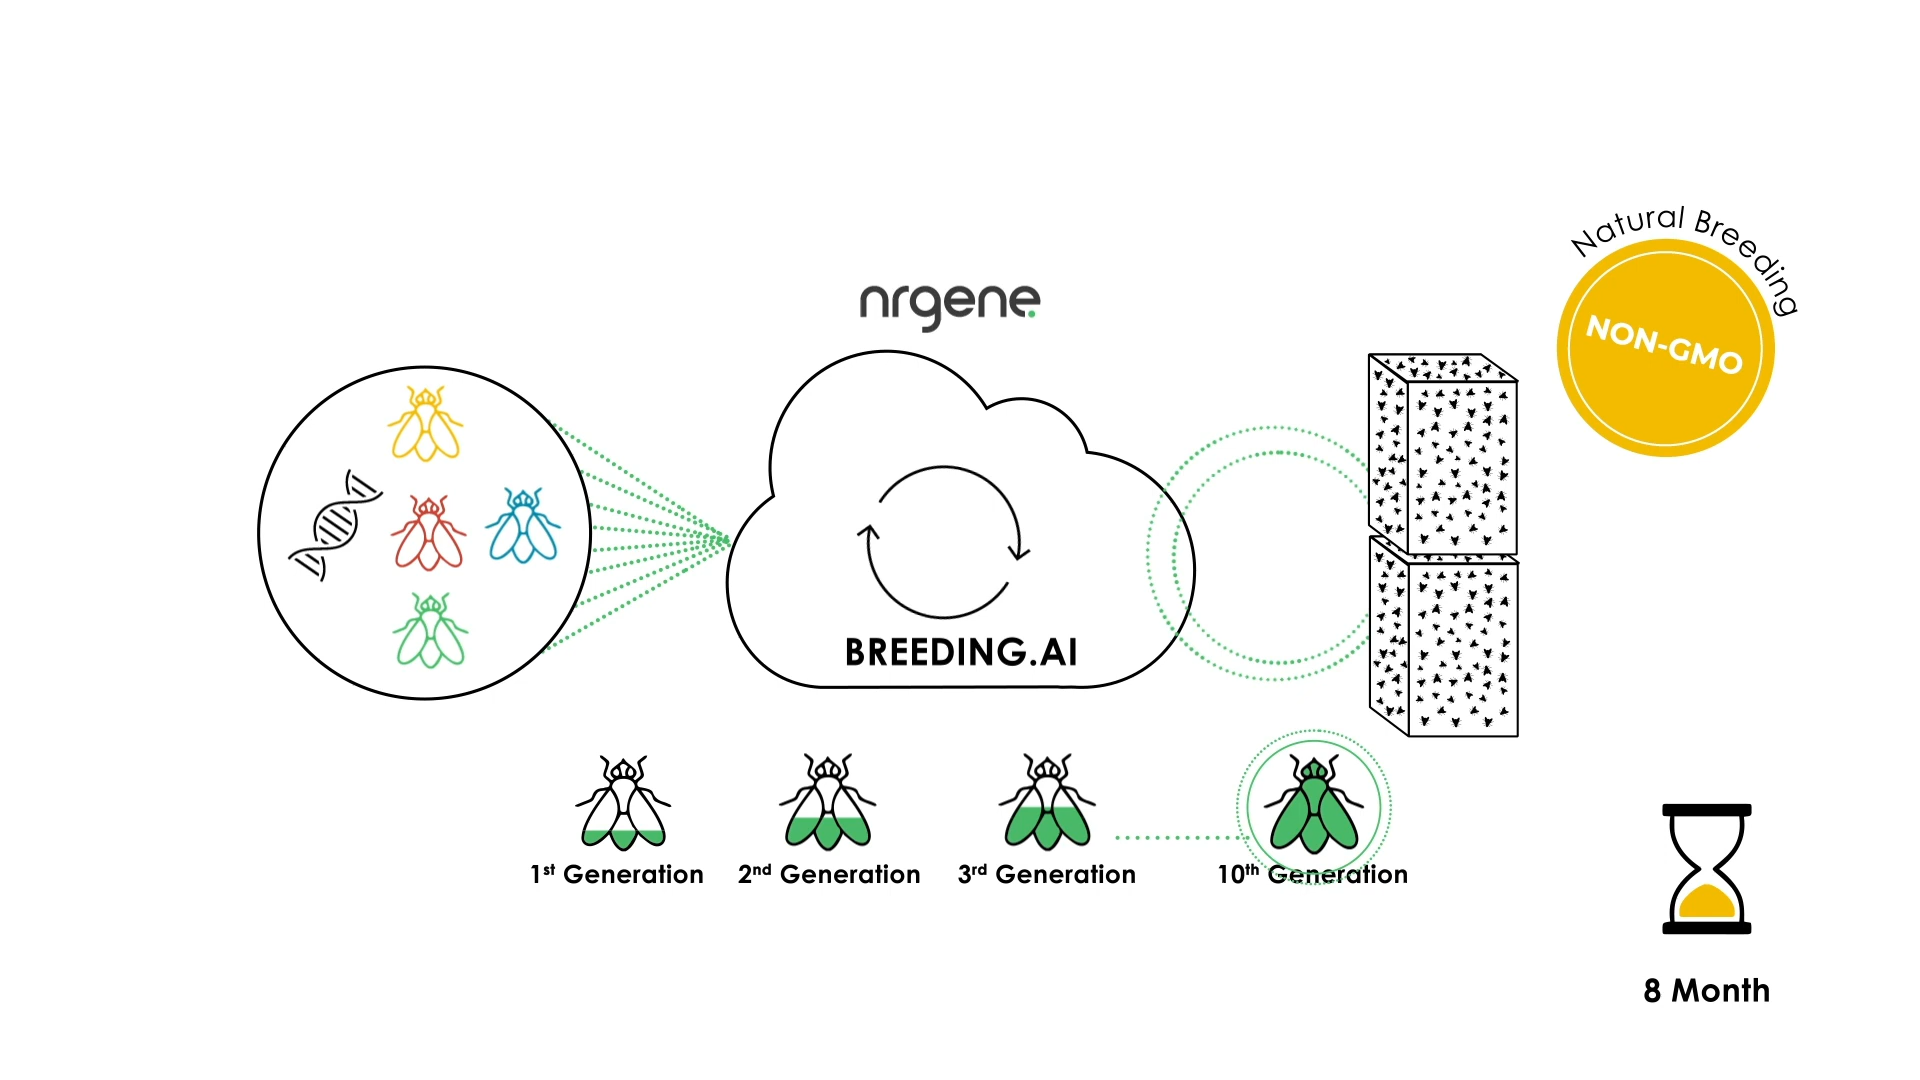 Natural Breeding
NON-GMO
nrgene
BREEDING.AI
1st Generation
2nd Generation
3rd Generation
10th Generation
8 Month